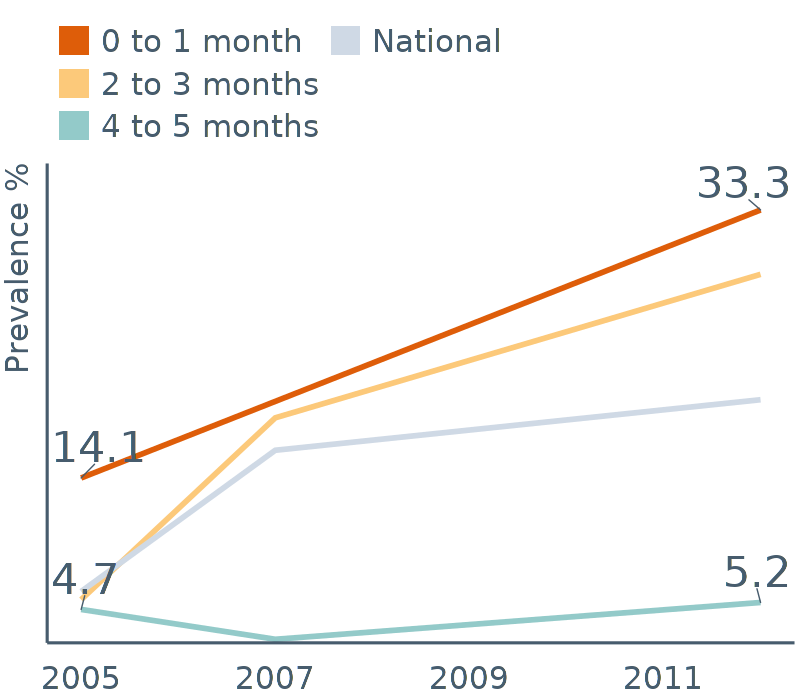 0 to 1 month
National
2 to 3 months
4 to 5 months
Prevalence %
33.3
14.1
4.7
5.2
2005 2007 2009 2011